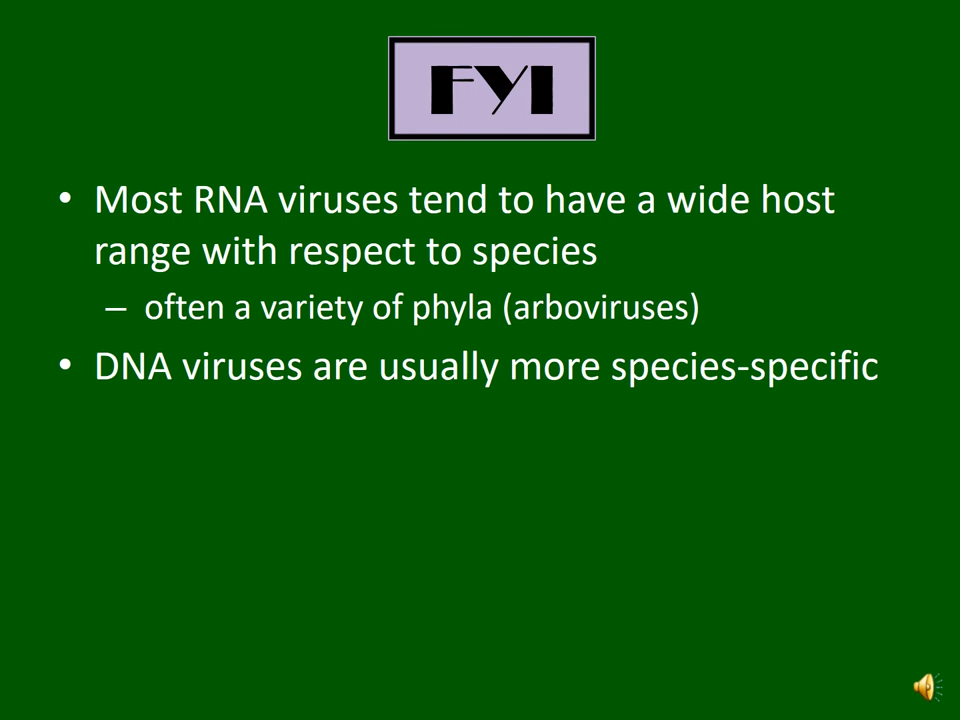 FYI
• Most RNA viruses tend to have a wide host
range with respect to species
– often a variety of phyla (arboviruses)
• DNA viruses are usually more species-specific